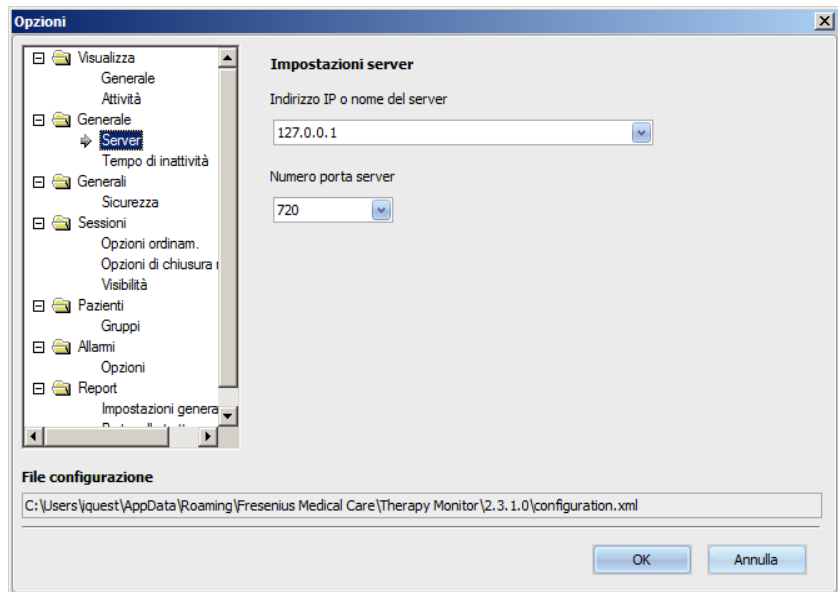 Opzioni
Visualizza
Generale
Attività
Generale
Server
Tempo di inattività
Generali
Sicurezza
Sessioni
Opzioni ordinam.
Opzioni di chiusura
Visibilità
Pazienti
Gruppi
Allarmi
Opzioni
Report
Impostazioni genera
Impostazioni server
Indirizzo IP o nome del server
127.0.0.1
Numero porta server
720
File configurazione
C:\Users\iquest\AppData\Roaming\Fresenius Medical Care\Therapy Monitor\2.3.1.0\configuration.xml
OK
Annulla